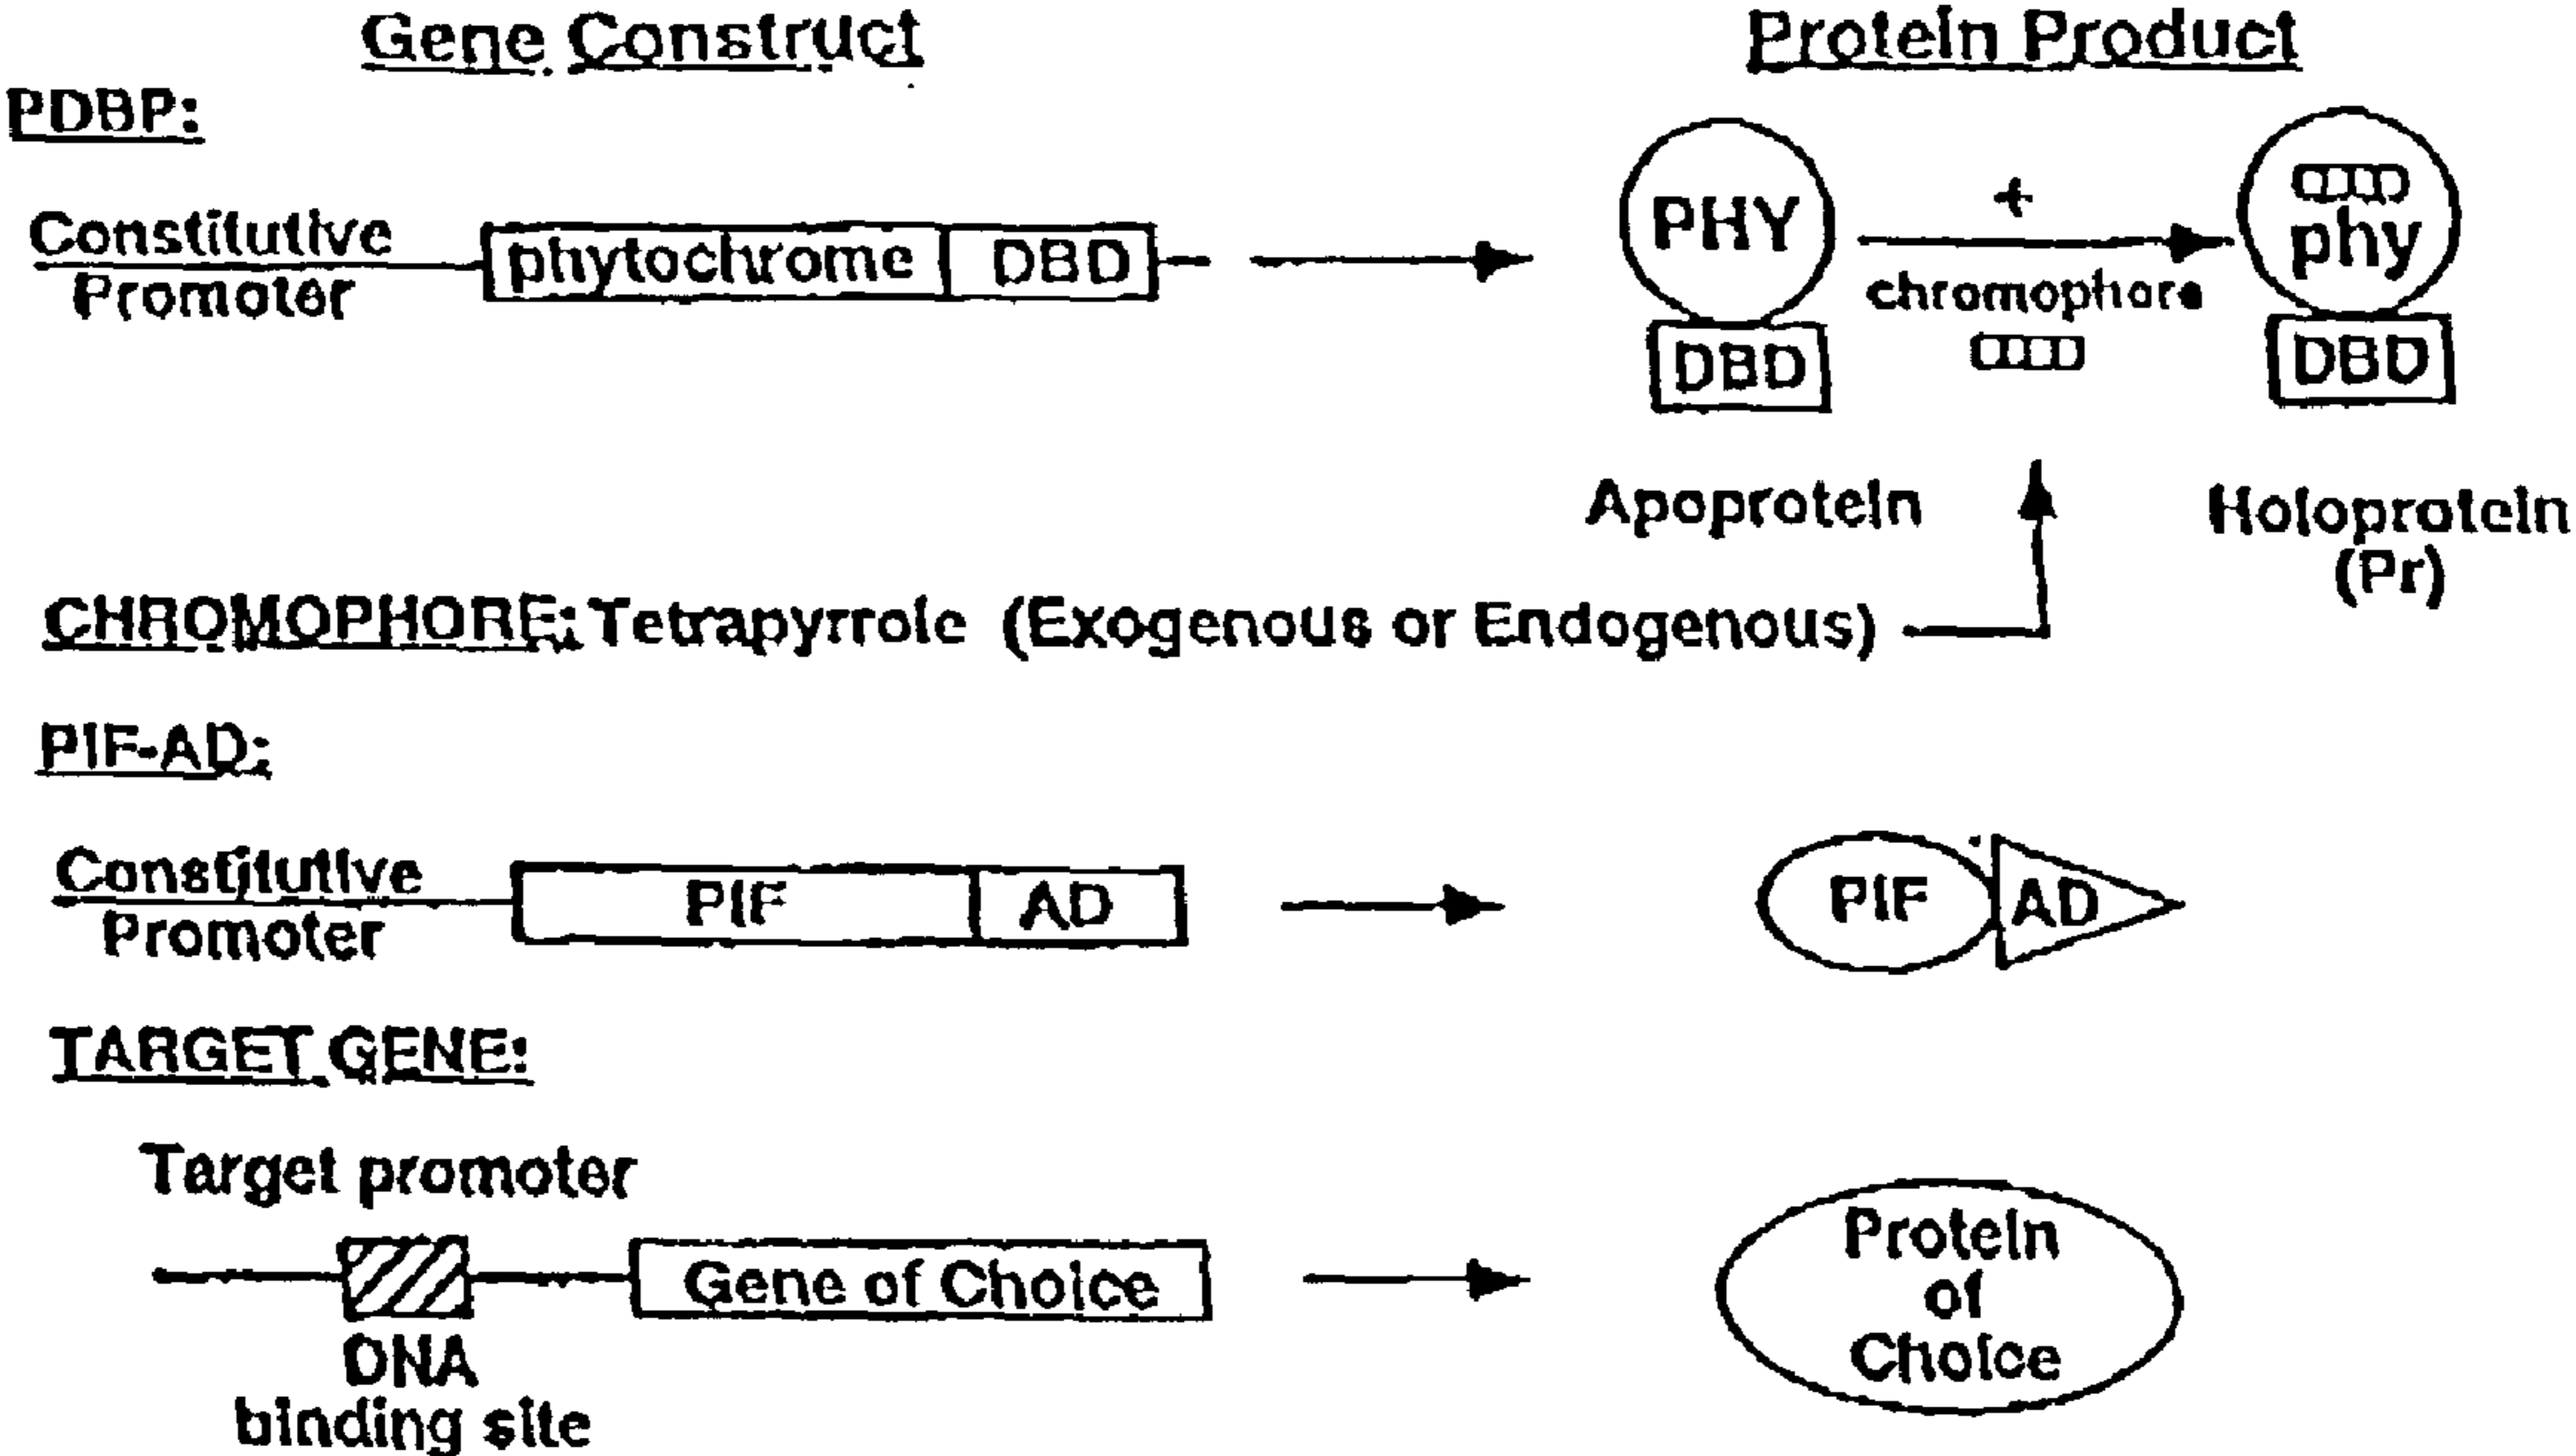 Gene Construct
Protein Product
PDBP:
Constitutive
Promoter
phytochrome DBD
PHY
DBD
+
chromophore
phy
DBD
Apoprotein
Holoprotein
(Pr)
CHROMOPHORE: Tetrapyrrole (Exogenous or Endogenous)
PIF-AD:
Constitutive
Promoter
PIF AD
PIF AD
TARGET GENE:
Target promoter
Gene of Choice
DNA
binding site
Protein
of
Choice